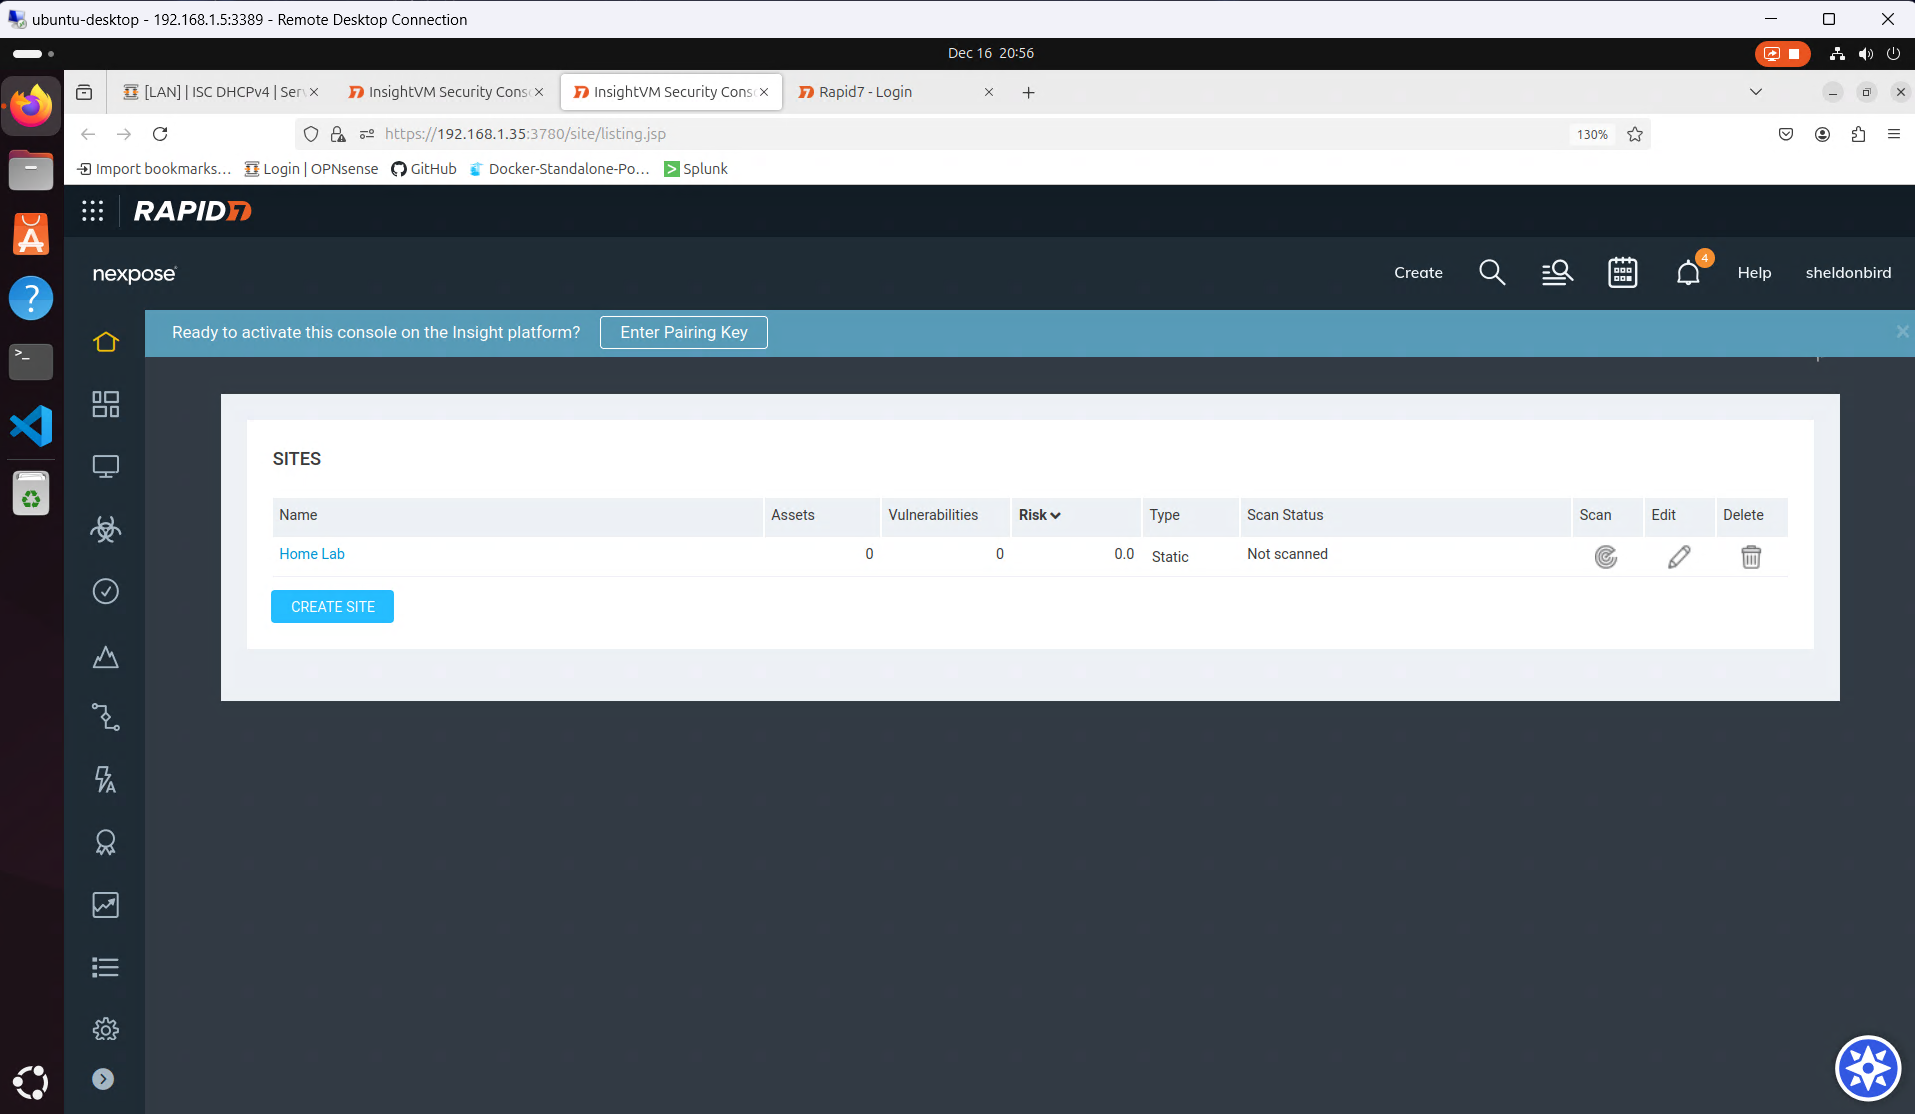 ubuntu-desktop - 192.168.1.5:3389 - Remote Desktop Connection
Dec 16 20:56
[LAN] | ISC DHCPv4 | Serv
InsightVM Security Conso
InsightVM Security Conso
Rapid7 - Login
https://192.168.1.35:3780/site/listing.jsp
130%
Import bookmarks...
Login | OPNsense
GitHub
Docker-Standalone-Po...
Splunk
RAPID7
nexpose
Create
4
Help
sheldonbird
Ready to activate this console on the Insight platform?
Enter Pairing Key
SITES
Name Assets Vulnerabilities Risk Type Scan Status Scan Edit Delete
Home Lab 0 0 0.0 Static Not scanned
CREATE SITE